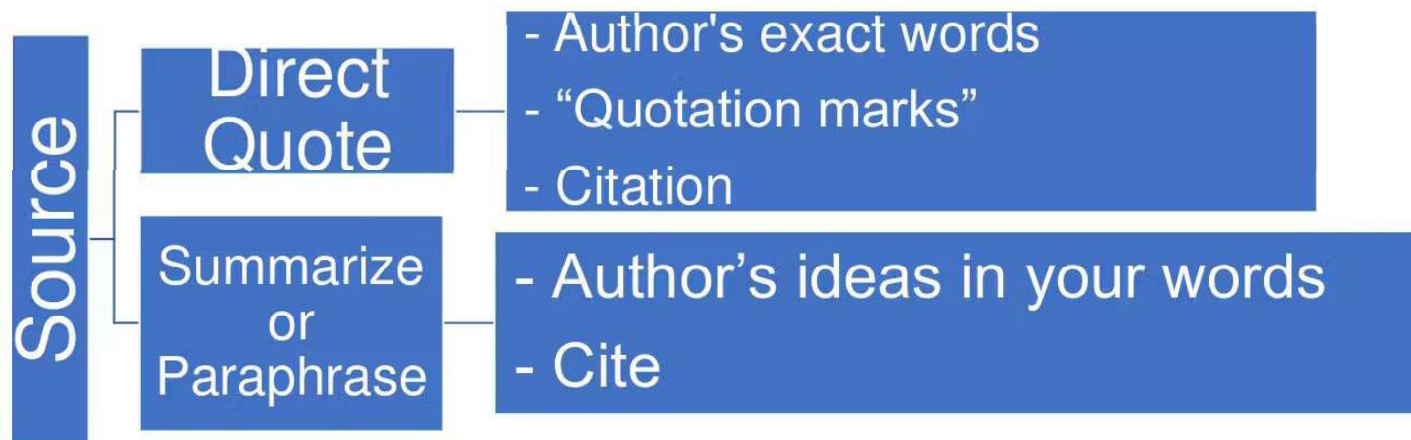 Source
Direct
Quote
- Author's exact words
- “Quotation marks”
- Citation
Summarize
or
Paraphrase
- Author’s ideas in your words
- Cite